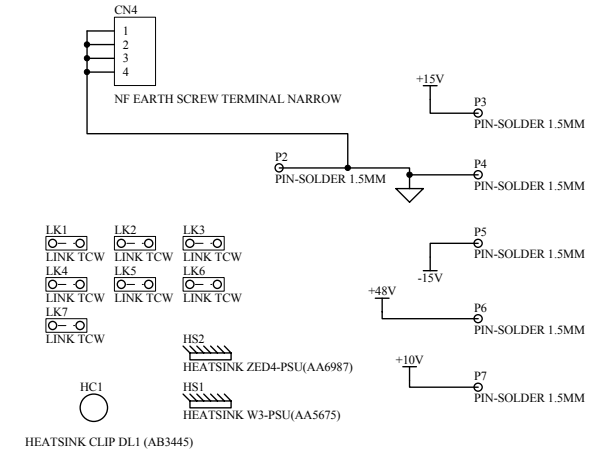 CN4
1
2
3
4
NF EARTH SCREW TERMINAL NARROW
+15V
P3
PIN-SOLDER 1.5MM
P2
PIN-SOLDER 1.5MM
P4
PIN-SOLDER 1.5MM
LK1 LK2 LK3
LINK TCW LINK TCW LINK TCW
LK4 LK5 LK6
LINK TCW LINK TCW LINK TCW
LK7
LINK TCW
P5
PIN-SOLDER 1.5MM
-15V
+48V
P6
PIN-SOLDER 1.5MM
HS2
HEATSINK ZED4-PSU(AA6987)
+10V
P7
PIN-SOLDER 1.5MM
HC1
HEATSINK CLIP DL1 (AB3445)
HS1
HEATSINK W3-PSU(AA5675)